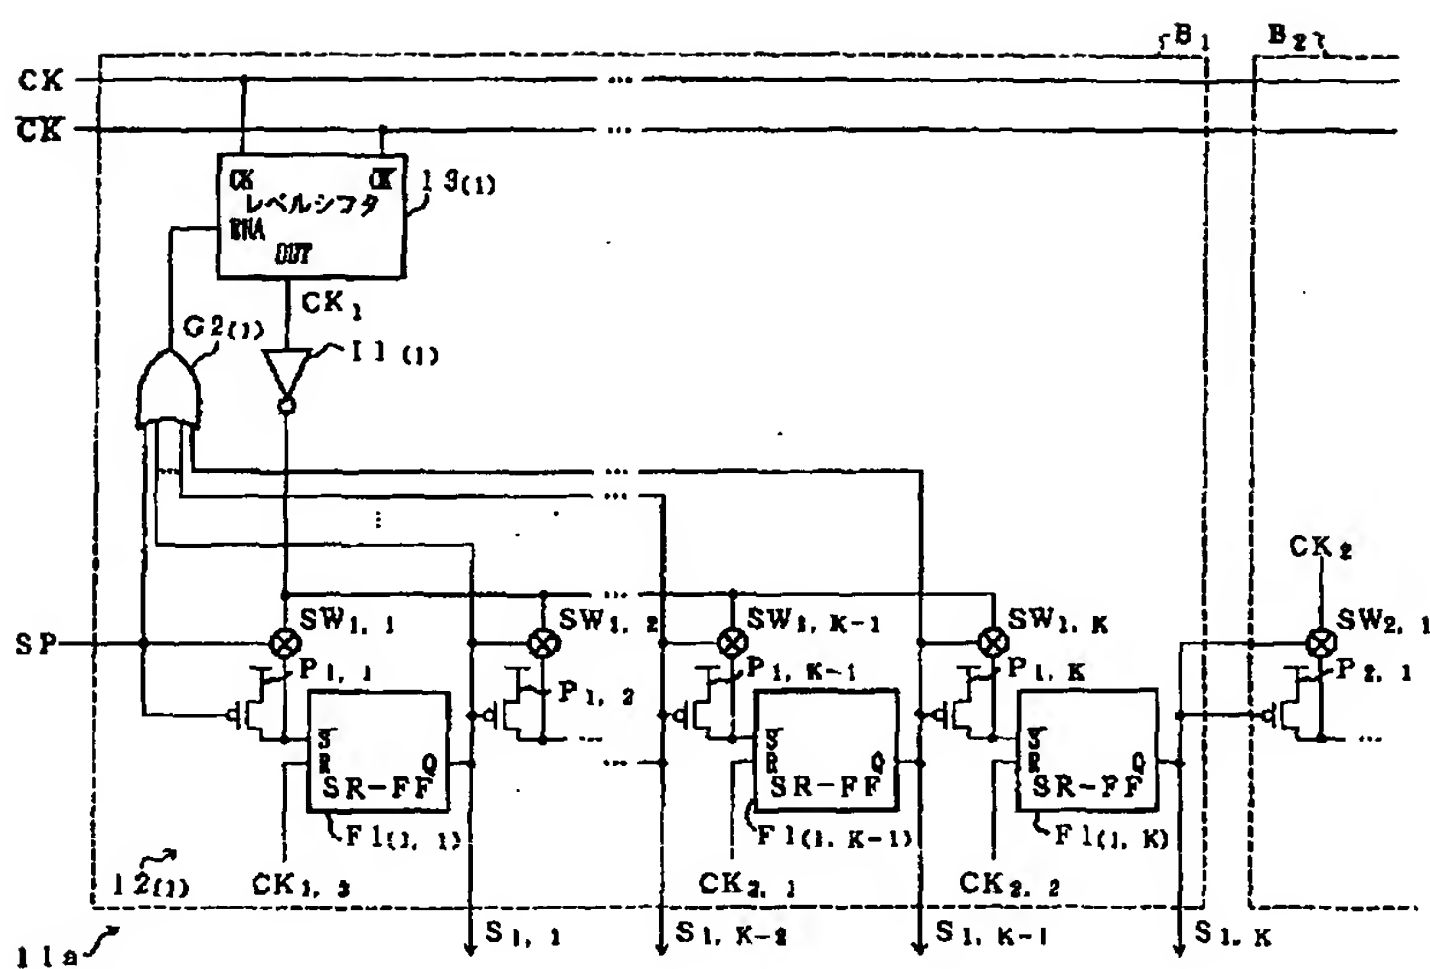 B1 B2
CK
CK
CK CK 13(1)
レベルシフタ
ENA
OUT
CK1
G2(1)
I1(1)
CK2
SP
SW1, 1 SW1, 2 SW1, K-1 SW1, K SW2, 1
P1, 1 P1, 2 P1, K-1 P1, K P2, 1
S S S
R Q R Q R Q
SR-FF SR-FF SR-FF
F1(1, 1) F1(1, K-1) F1(1, K)
12(1) CK1, 3 CK2, 1 CK2, 2
11a S1, 1 S1, K-2 S1, K-1 S1, K